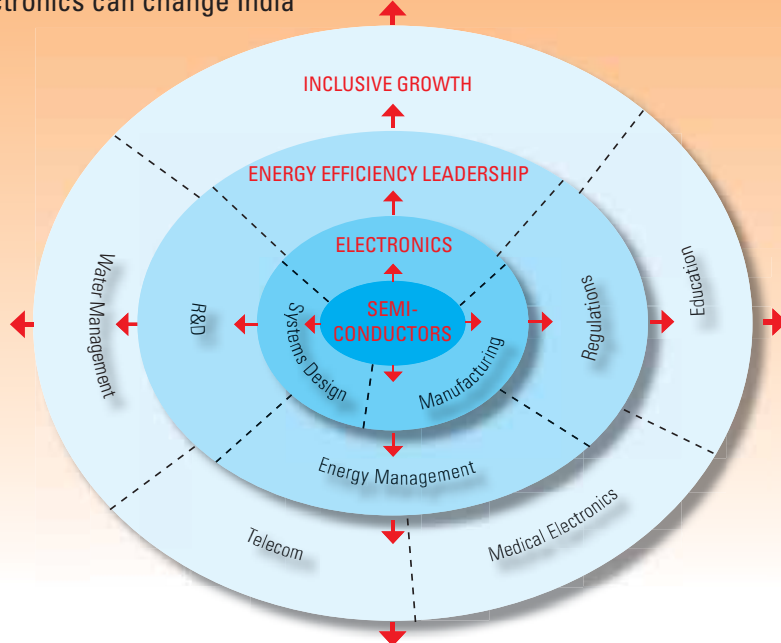 ctronics can change India
INCLUSIVE GROWTH
ENERGY EFFICIENCY LEADERSHIP
ELECTRONICS
SEMI-
CONDUCTORS
Systems Design
Manufacturing
R&D
Regulations
Energy Management
Water Management
Education
Telecom
Medical Electronics